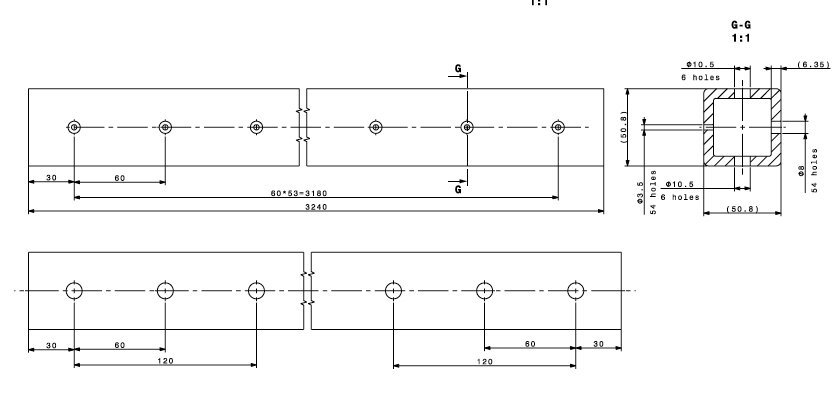 1:1
G-G
1:1
G
Φ10.5
6 holes
(6.35)
(50.8)
30
60
G
60*53=3180
3240
Φ3.5
54 holes
Φ10.5
6 holes
(50.8)
Φ8
54 holes
30
60
120
60
30
120